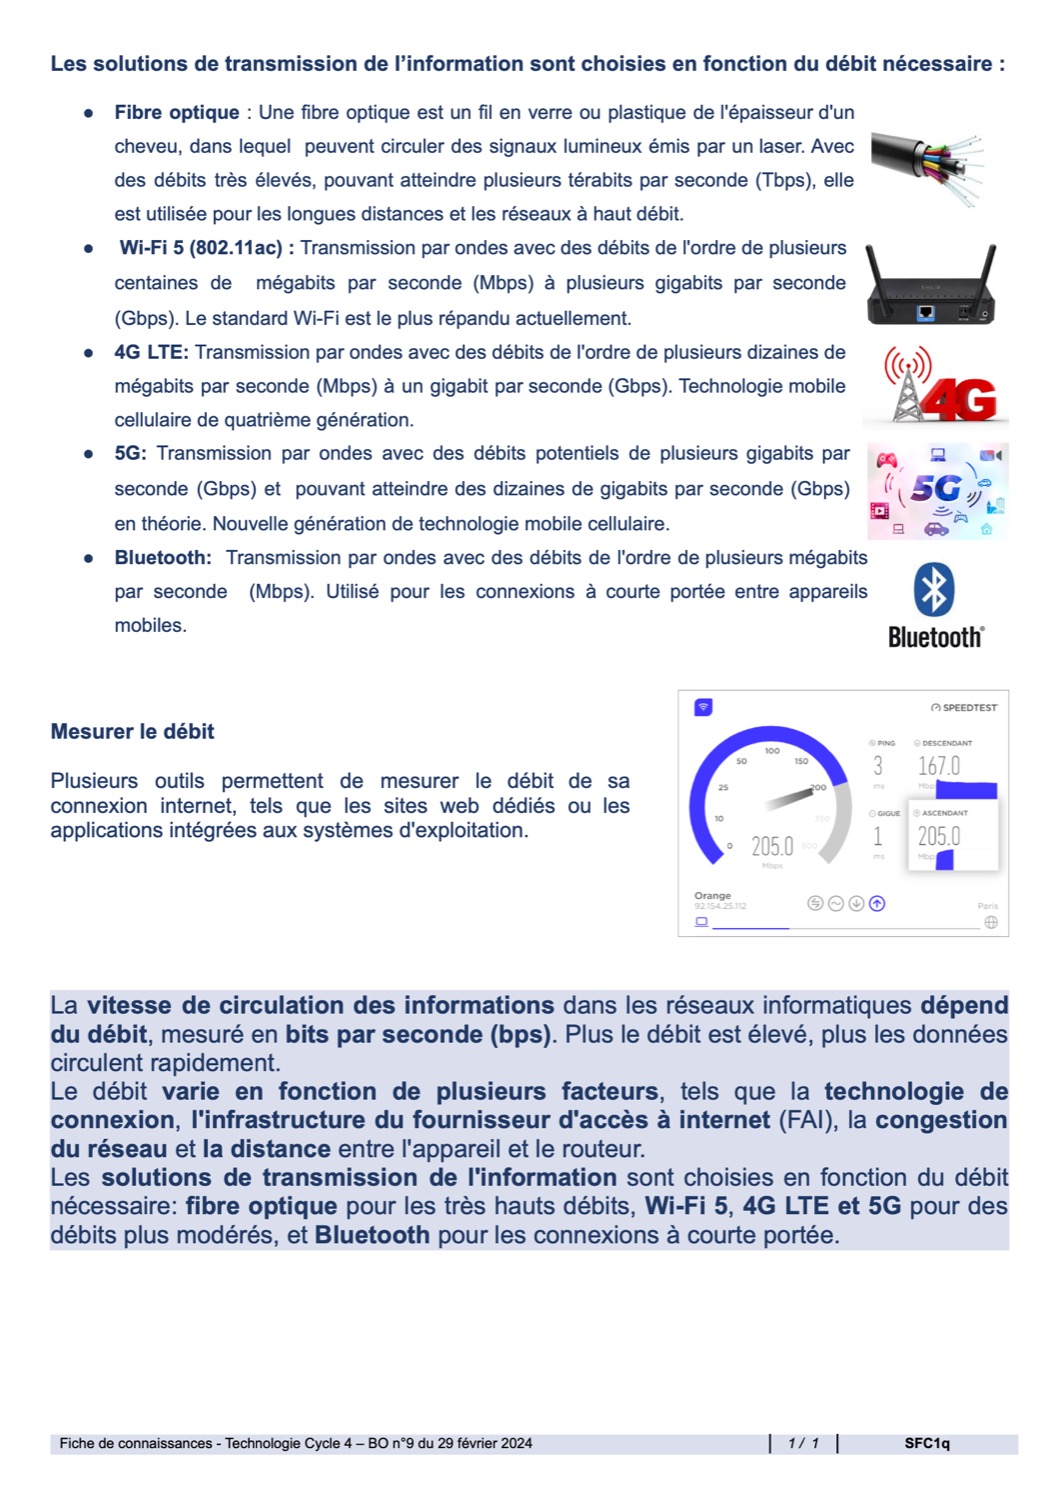 Les solutions de transmission de l’information sont choisies en fonction du débit nécessaire :
● Fibre optique : Une fibre optique est un fil en verre ou plastique de l'épaisseur d'un
cheveu, dans lequel peuvent circuler des signaux lumineux émis par un laser. Avec
des débits très élevés, pouvant atteindre plusieurs térabits par seconde (Tbps), elle
est utilisée pour les longues distances et les réseaux à haut débit.
● Wi-Fi 5 (802.11ac) : Transmission par ondes avec des débits de l'ordre de plusieurs
centaines de mégabits par seconde (Mbps) à plusieurs gigabits par seconde
(Gbps). Le standard Wi-Fi est le plus répandu actuellement.
● 4G LTE: Transmission par ondes avec des débits de l'ordre de plusieurs dizaines de
mégabits par seconde (Mbps) à un gigabit par seconde (Gbps). Technologie mobile
cellulaire de quatrième génération.
4G
● 5G: Transmission par ondes avec des débits potentiels de plusieurs gigabits par
seconde (Gbps) et pouvant atteindre des dizaines de gigabits par seconde (Gbps)
en théorie. Nouvelle génération de technologie mobile cellulaire.
5G
● Bluetooth: Transmission par ondes avec des débits de l'ordre de plusieurs mégabits
par seconde (Mbps). Utilisé pour les connexions à courte portée entre appareils
mobiles.
Bluetooth®
Mesurer le débit
Plusieurs outils permettent de mesurer le débit de sa
connexion internet, tels que les sites web dédiés ou les
applications intégrées aux systèmes d'exploitation.
SPEEDTEST
PING DESCENDANT
3 167.0
ms Mbps
GIGUE ASCENDANT
1 205.0
ms Mbps
0 10 25 50 100 150 200 350 500
205.0
Mbps
Orange
92.154.25.112
Paris
La vitesse de circulation des informations dans les réseaux informatiques dépend
du débit, mesuré en bits par seconde (bps). Plus le débit est élevé, plus les données
circulent rapidement.
Le débit varie en fonction de plusieurs facteurs, tels que la technologie de
connexion, l'infrastructure du fournisseur d'accès à internet (FAI), la congestion
du réseau et la distance entre l'appareil et le routeur.
Les solutions de transmission de l'information sont choisies en fonction du débit
nécessaire: fibre optique pour les très hauts débits, Wi-Fi 5, 4G LTE et 5G pour des
débits plus modérés, et Bluetooth pour les connexions à courte portée.
Fiche de connaissances - Technologie Cycle 4 – BO n°9 du 29 février 2024 | 1 / 1 | SFC1q